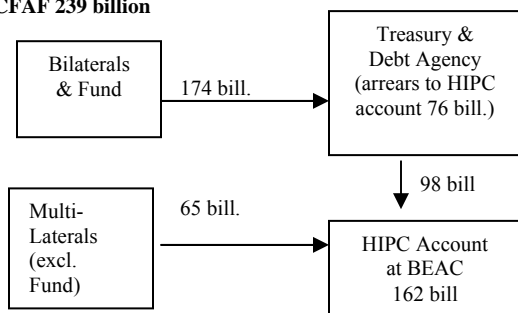 CFAF 239 billion
Bilaterals
& Fund
174 bill.
Treasury &
Debt Agency
(arrears to HIPC
account 76 bill.)
98 bill
Multi-
Laterals
(excl.
Fund)
65 bill.
HIPC Account
at BEAC
162 bill